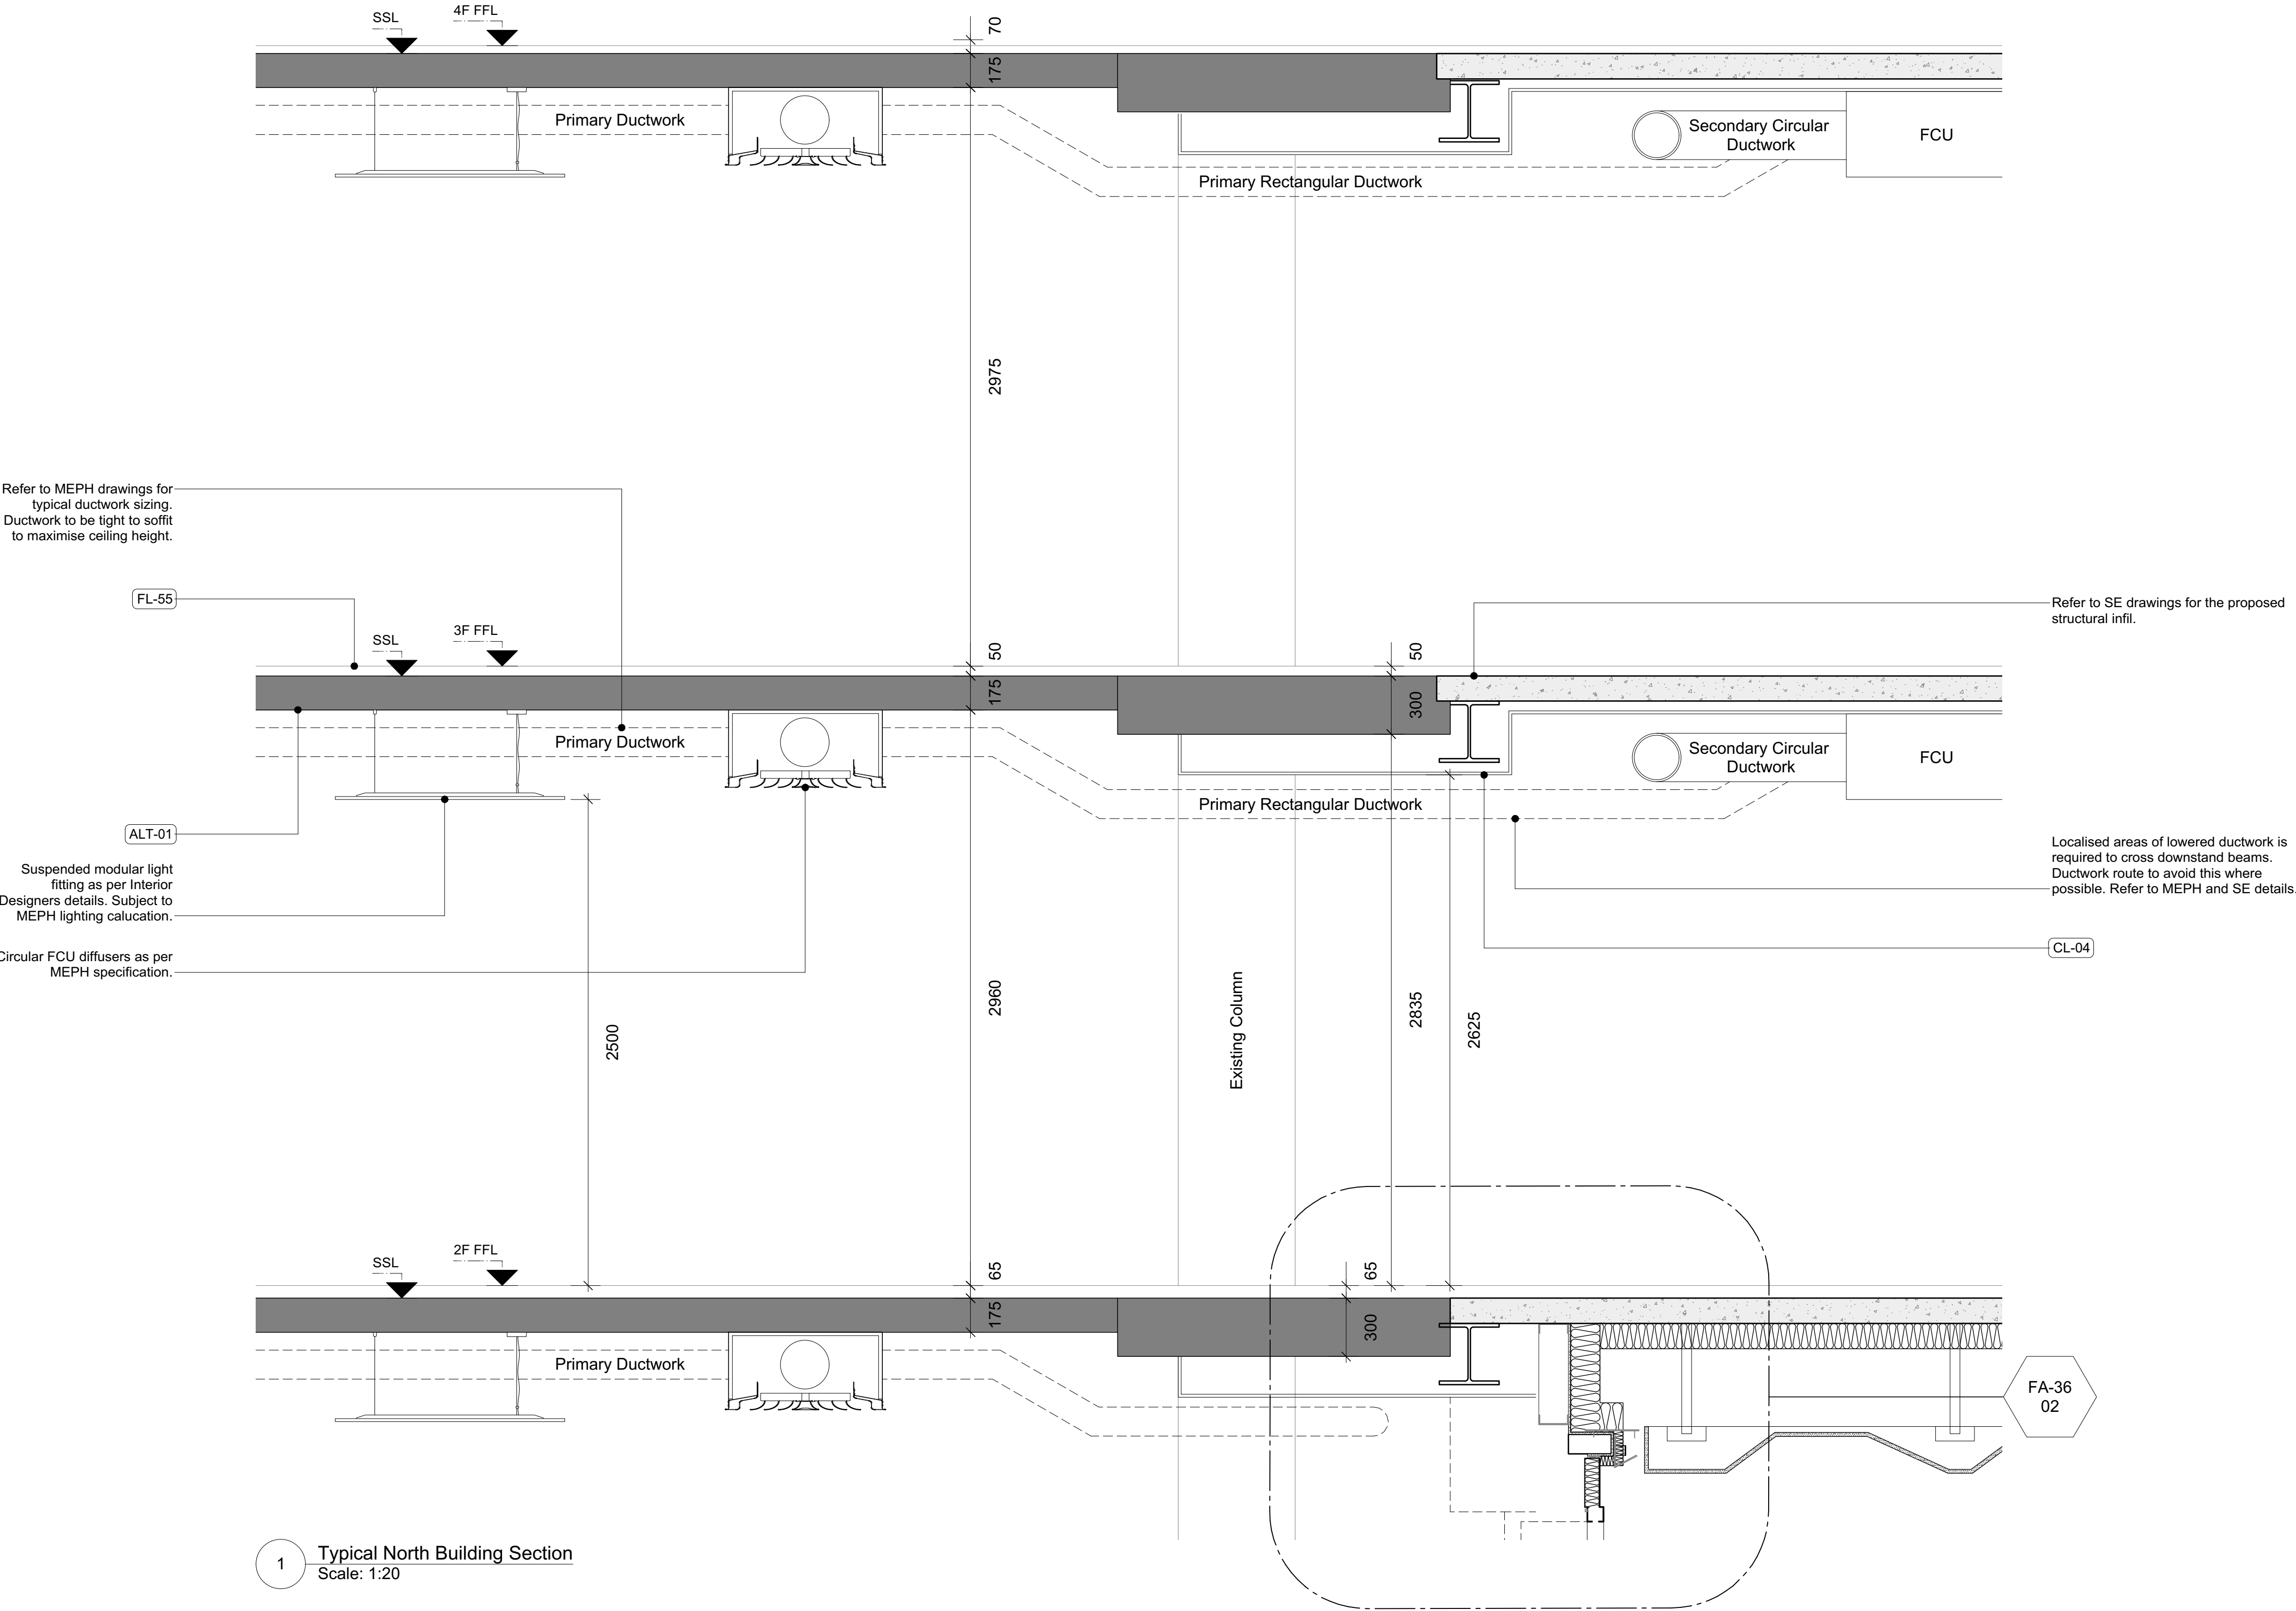 SSL
4F FFL
70
175
Primary Ductwork
Secondary Circular
Ductwork
FCU
Primary Rectangular Ductwork
2975
Refer to MEPH drawings for
typical ductwork sizing.
Ductwork to be tight to soffit
to maximise ceiling height.
FL-55
Refer to SE drawings for the proposed
structural infil.
SSL
3F FFL
50
50
175
300
Primary Ductwork
Secondary Circular
Ductwork
FCU
Primary Rectangular Ductwork
ALT-01
Suspended modular light
fitting as per Interior
Designers details. Subject to
MEPH lighting calucation.
Localised areas of lowered ductwork is
required to cross downstand beams.
Ductwork route to avoid this where
possible. Refer to MEPH and SE details.
CL-04
Circular FCU diffusers as per
MEPH specification.
2500
2960
Existing Column
2835
2625
SSL
2F FFL
65
65
175
300
Primary Ductwork
FA-36
02
1
Typical North Building Section
Scale: 1:20